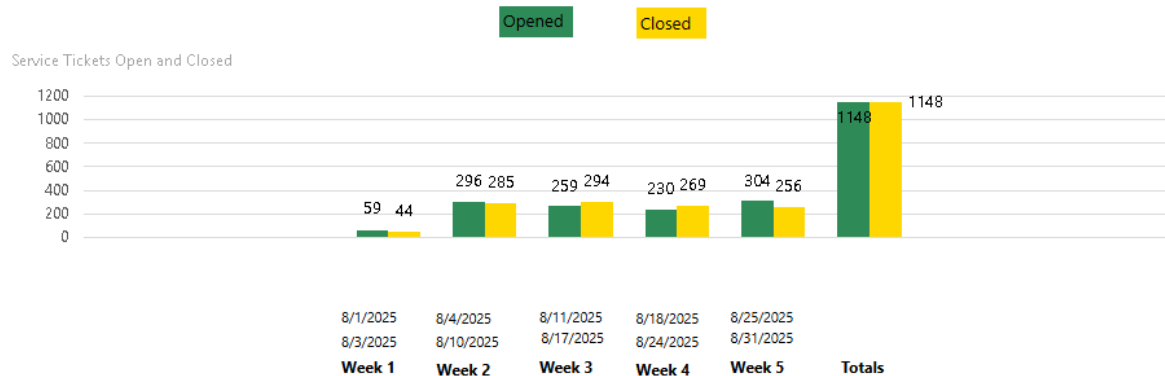 Opened Closed
Service Tickets Open and Closed
1200
1000
800
600
400
200
0
59 44
296 285
259 294
230 269
304 256
1148 1148
8/1/2025 8/4/2025 8/11/2025 8/18/2025 8/25/2025
8/3/2025 8/10/2025 8/17/2025 8/24/2025 8/31/2025
Week 1 Week 2 Week 3 Week 4 Week 5 Totals